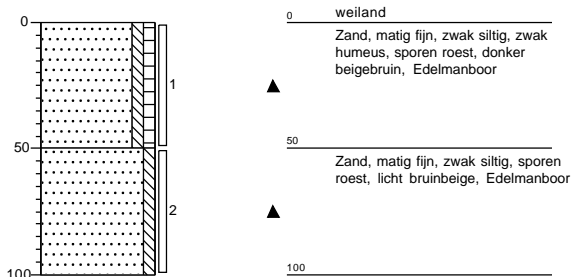 0
1
50
2
100
0 weiland
Zand, matig fijn, zwak siltig, zwak
humeus, sporen roest, donker
beigebruin, Edelmanboor
50
Zand, matig fijn, zwak siltig, sporen
roest, licht bruinbeige, Edelmanboor
100